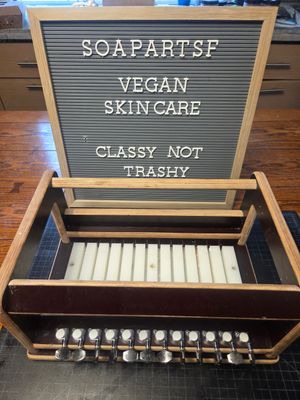 SOAPARTSF
VEGAN
SKIN CARE
CLASSY NOT
TRASHY